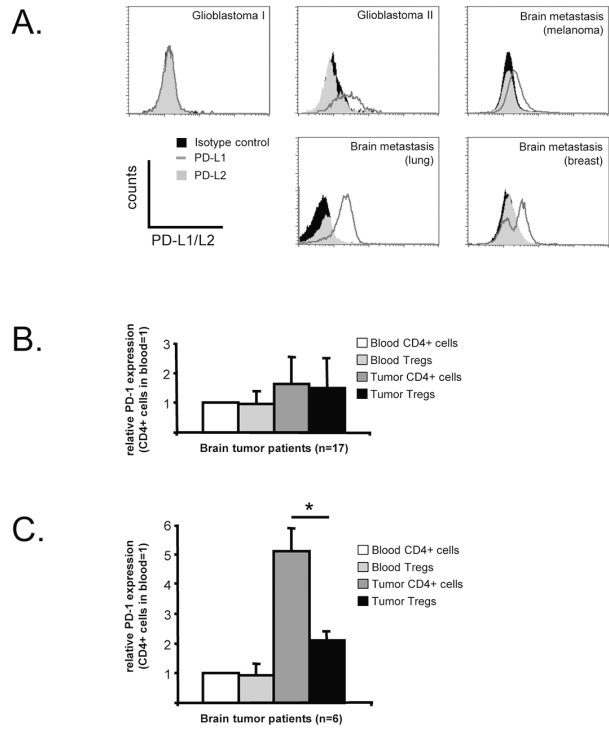 A.
Glioblastoma I
Glioblastoma II
Brain metastasis
(melanoma)
Isotype control
PD-L1
PD-L2
counts
PD-L1/L2
Brain metastasis
(lung)
Brain metastasis
(breast)
B.
relative PD-1 expression
(CD4+ cells in blood=1)
3
2
1
Blood CD4+ cells
Blood Tregs
Tumor CD4+ cells
Tumor Tregs
Brain tumor patients (n=17)
C.
relative PD-1 expression
(CD4+ cells in blood=1)
6
5
4
3
2
1
*
Blood CD4+ cells
Blood Tregs
Tumor CD4+ cells
Tumor Tregs
Brain tumor patients (n=6)